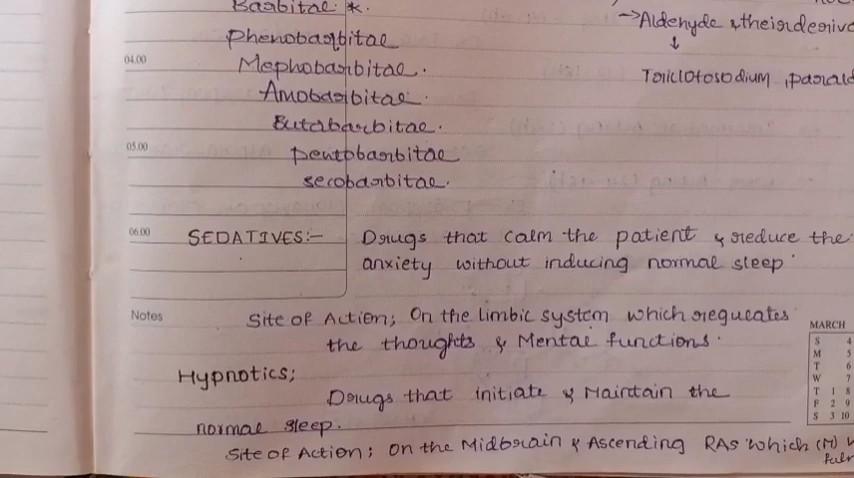 Barbital *.
→Aldehyde & their
Phenobarbital
↓
04.00
Mephobarbital.
Amobarbital.
Butabarbital.
05.00
pentobarbital
secobarbital.
06.00
SEDATIVES:- Drugs that calm the patient & reduce the
anxiety without inducing normal sleep.
Notes
Site of Action; On the limbic system which regulates
the thoughts & Mental functions.
MARCH
S 4
M 5
T 6
W 7
T 1 8
F 2 9
S 3 10
Hypnotics;
Drugs that initiate & Maintain the
normal sleep.
Site of Action; On the Midbrain & Ascending RAS which (M)